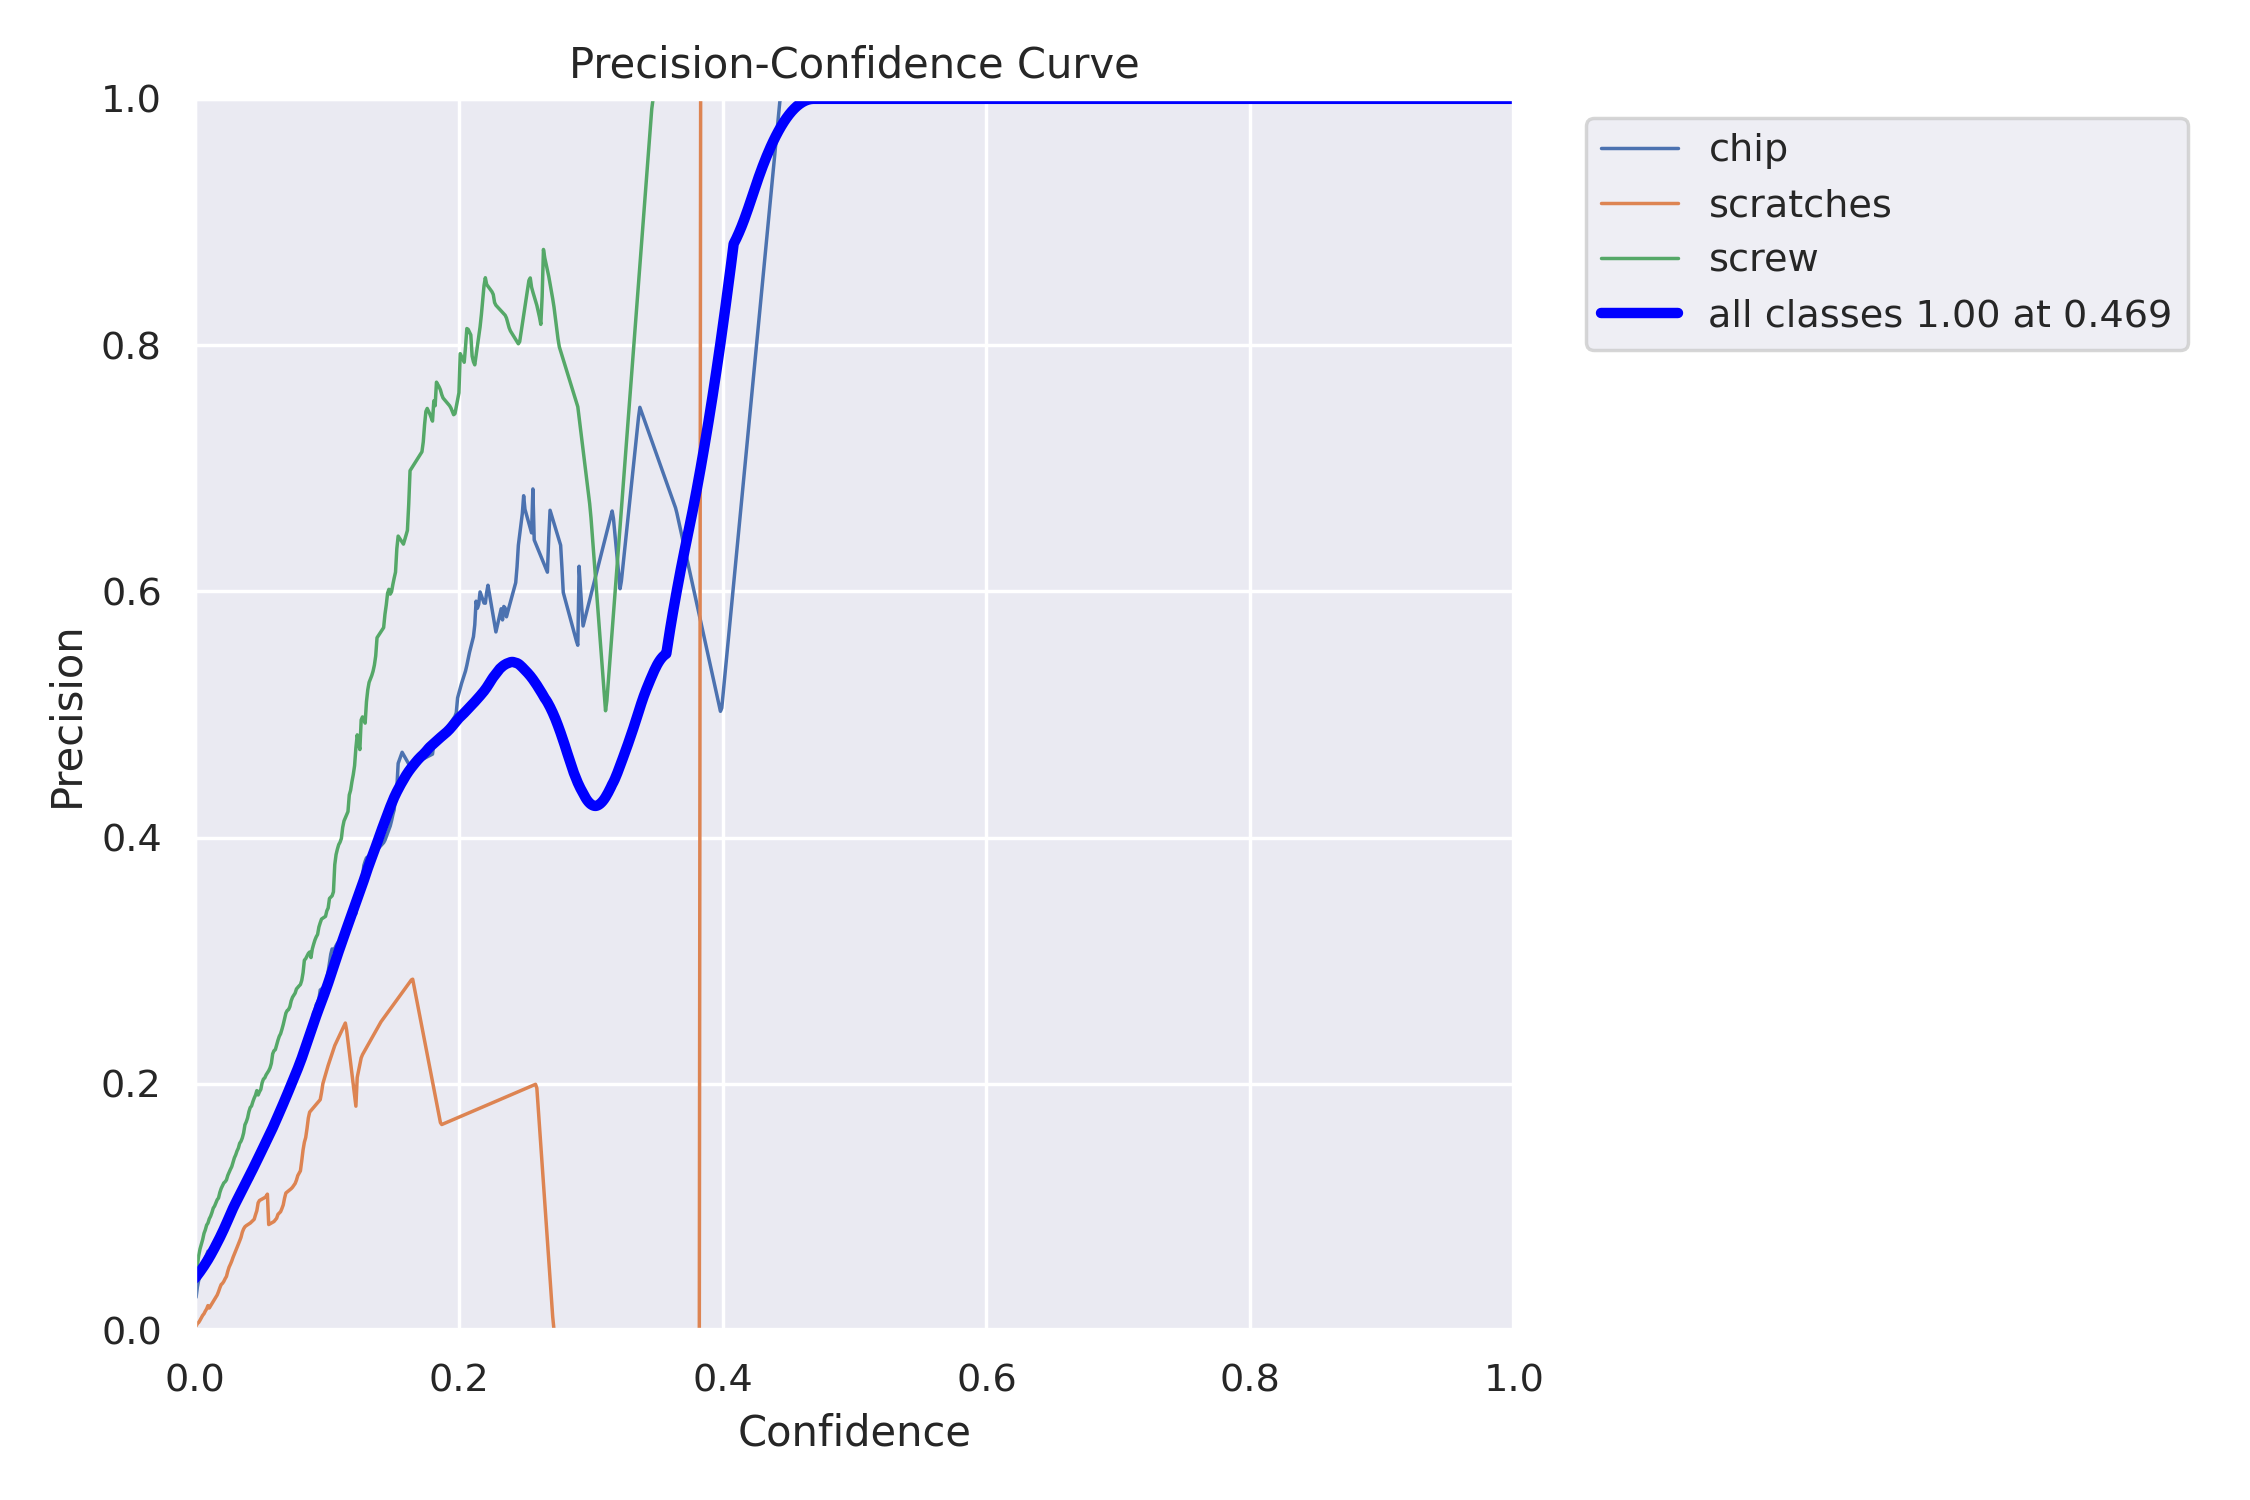 Precision-Confidence Curve
1.0
0.8
0.6
0.4
0.2
0.0
Precision
0.0 0.2 0.4 0.6 0.8 1.0
Confidence
chip
scratches
screw
all classes 1.00 at 0.469